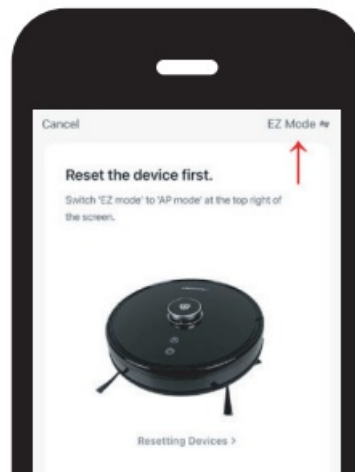 Cancel
EZ Mode ⇋
Reset the device first.
Switch 'EZ mode' to 'AP mode' at the top right of
the screen.
Resetting Devices >